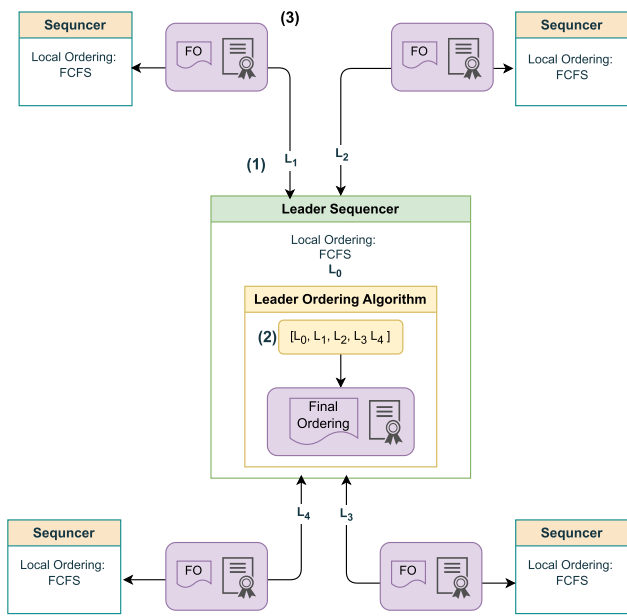 (3)
Sequncer
Local Ordering:
FCFS
FO
FO
Sequncer
Local Ordering:
FCFS
(1)
L1
L2
Leader Sequencer
Local Ordering:
FCFS
L0
Leader Ordering Algorithm
(2)
[L0, L1, L2, L3 L4 ]
Final
Ordering
L4
L3
Sequncer
Local Ordering:
FCFS
FO
FO
Sequncer
Local Ordering:
FCFS